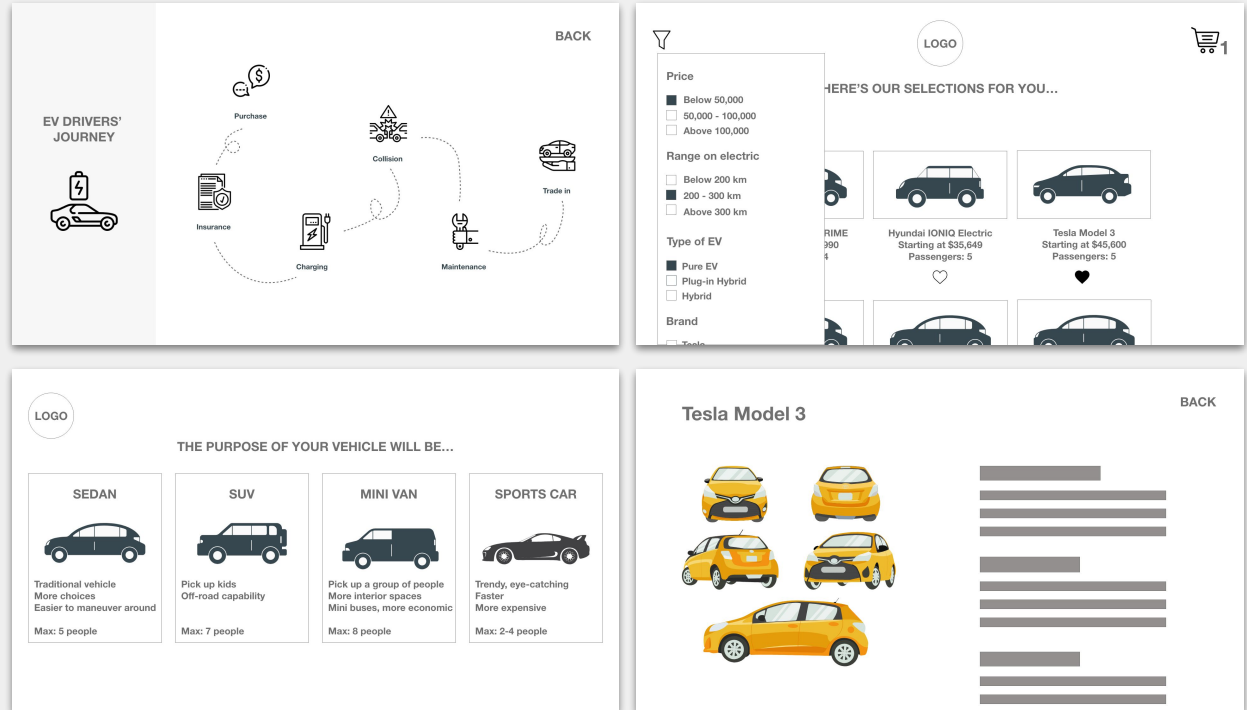 BACK
EV DRIVERS'
JOURNEY
Purchase
Collision
Trade in
Insurance
Charging
Maintenance
LOGO
1
HERE'S OUR SELECTIONS FOR YOU...
Price
Below 50,000
50,000 - 100,000
Above 100,000
Range on electric
Below 200 km
200 - 300 km
Above 300 km
Type of EV
Pure EV
Plug-in Hybrid
Hybrid
Brand
Tesla
RIME
990
4
Hyundai IONIQ Electric
Starting at $35,649
Passengers: 5
Tesla Model 3
Starting at $45,600
Passengers: 5
LOGO
THE PURPOSE OF YOUR VEHICLE WILL BE...
SEDAN
Traditional vehicle
More choices
Easier to maneuver around
Max: 5 people
SUV
Pick up kids
Off-road capability
Max: 7 people
MINI VAN
Pick up a group of people
More interior spaces
Mini buses, more economic
Max: 8 people
SPORTS CAR
Trendy, eye-catching
Faster
More expensive
Max: 2-4 people
Tesla Model 3
BACK